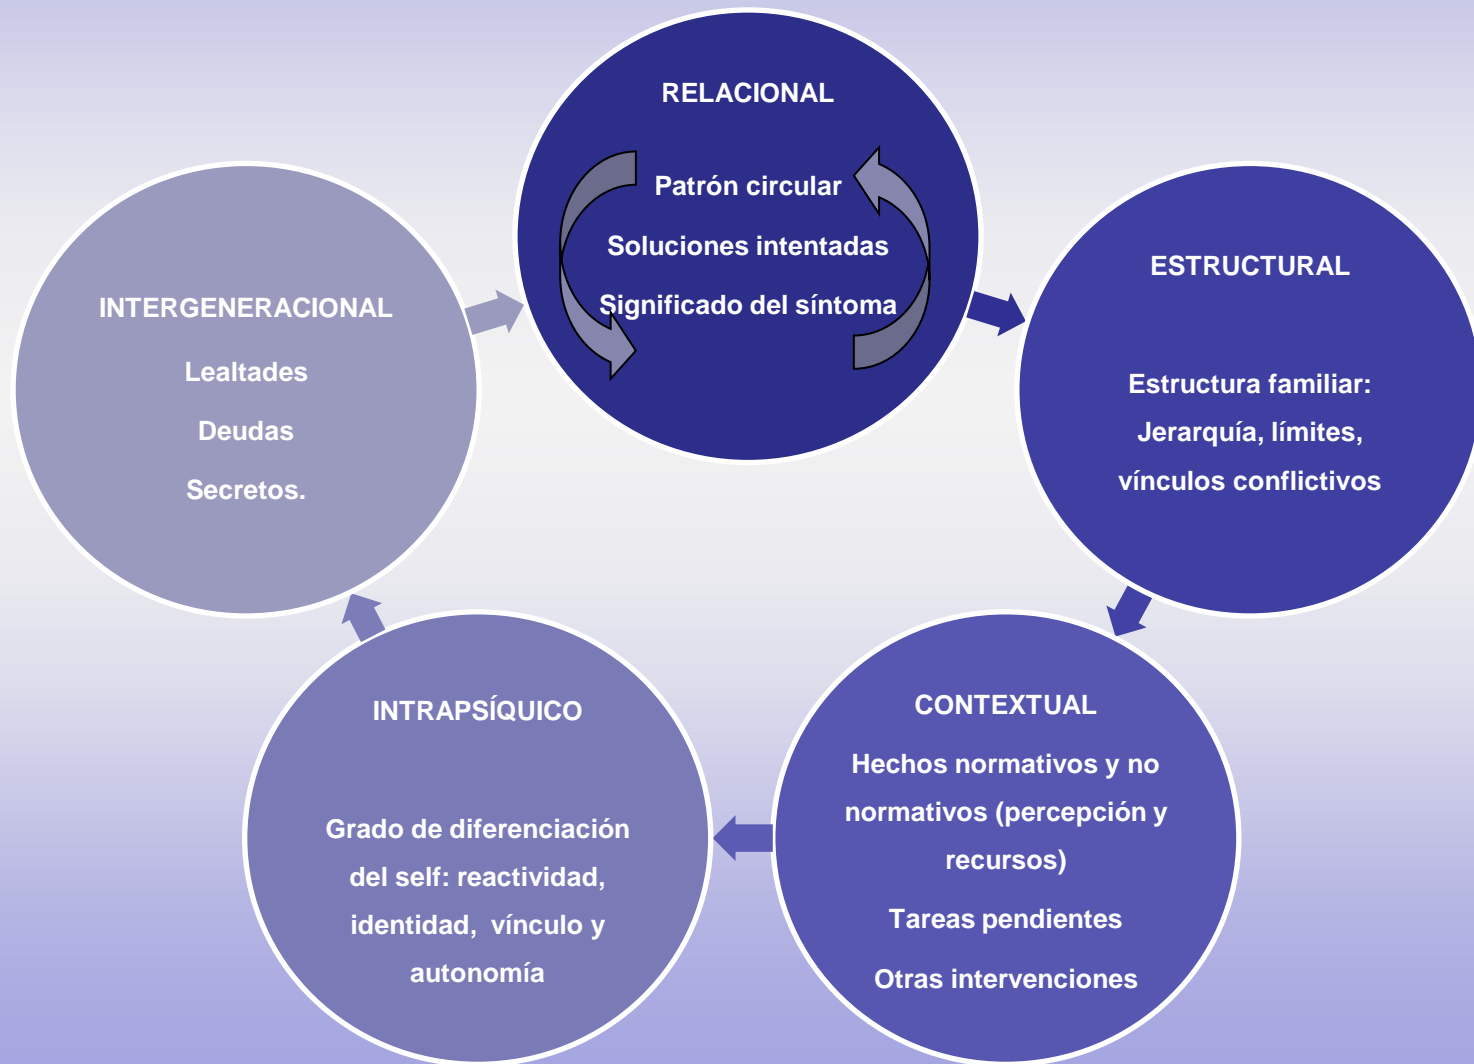 RELACIONAL
Patrón circular
Soluciones intentadas
Significado del síntoma
ESTRUCTURAL
Estructura familiar:
Jerarquía, límites,
vínculos conflictivos
CONTEXTUAL
Hechos normativos y no
normativos (percepción y
recursos)
Tareas pendientes
Otras intervenciones
INTRAPSÍQUICO
Grado de diferenciación
del self: reactividad,
identidad, vínculo y
autonomía
INTERGENERACIONAL
Lealtades
Deudas
Secretos.